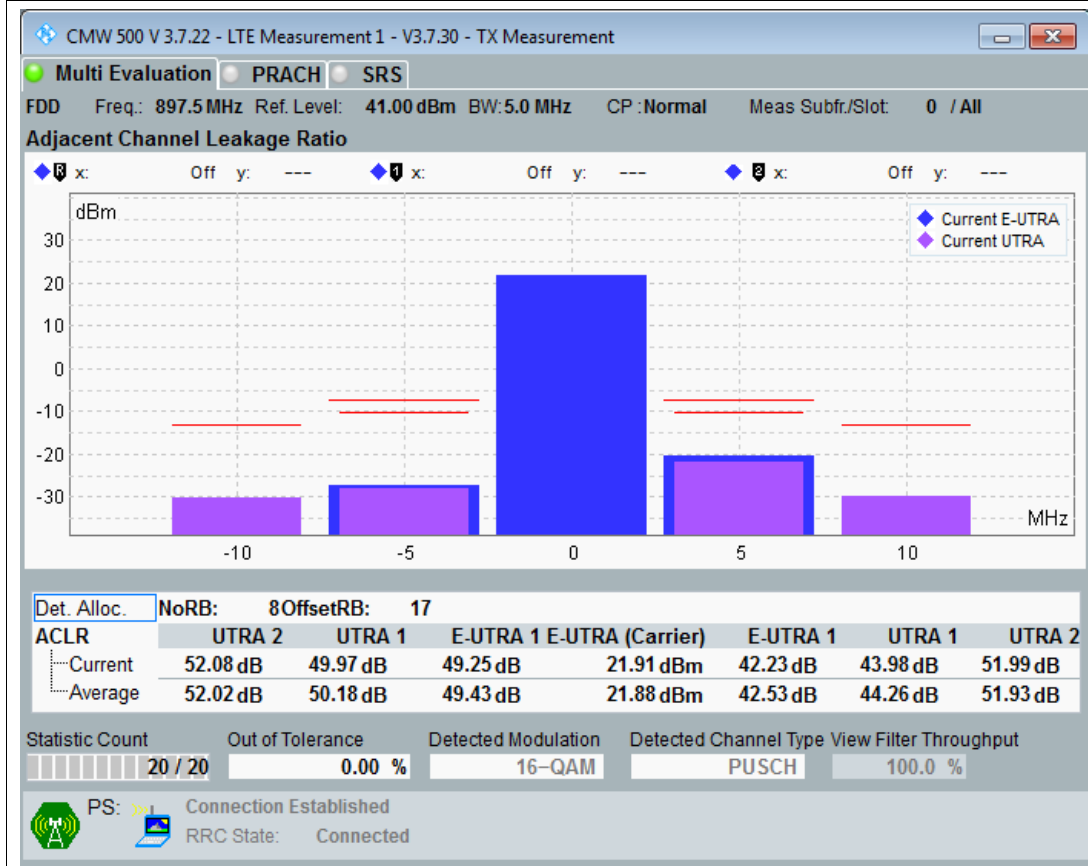 CMW 500 V 3.7.22 - LTE Measurement 1 - V3.7.30 - TX Measurement
Multi Evaluation PRACH SRS
FDD Freq.: 897.5 MHz Ref. Level: 41.00 dBm BW: 5.0 MHz CP : Normal Meas Subfr./Slot: 0 / All
Adjacent Channel Leakage Ratio
R x: Off y: --- 1 x: Off y: --- 2 x: Off y: ---
dBm
Current E-UTRA
Current UTRA
30
20
10
0
-10
-20
-30
MHz
-10 -5 0 5 10
Det. Alloc. NoRB: 8 OffsetRB: 17
ACLR UTRA 2 UTRA 1 E-UTRA 1 E-UTRA (Carrier) E-UTRA 1 UTRA 1 UTRA 2
Current 52.08 dB 49.97 dB 49.25 dB 21.91 dBm 42.23 dB 43.98 dB 51.99 dB
Average 52.02 dB 50.18 dB 49.43 dB 21.88 dBm 42.53 dB 44.26 dB 51.93 dB
Statistic Count Out of Tolerance Detected Modulation Detected Channel Type View Filter Throughput
20 / 20 0.00 % 16-QAM PUSCH 100.0 %
PS: Connection Established
RRC State: Connected